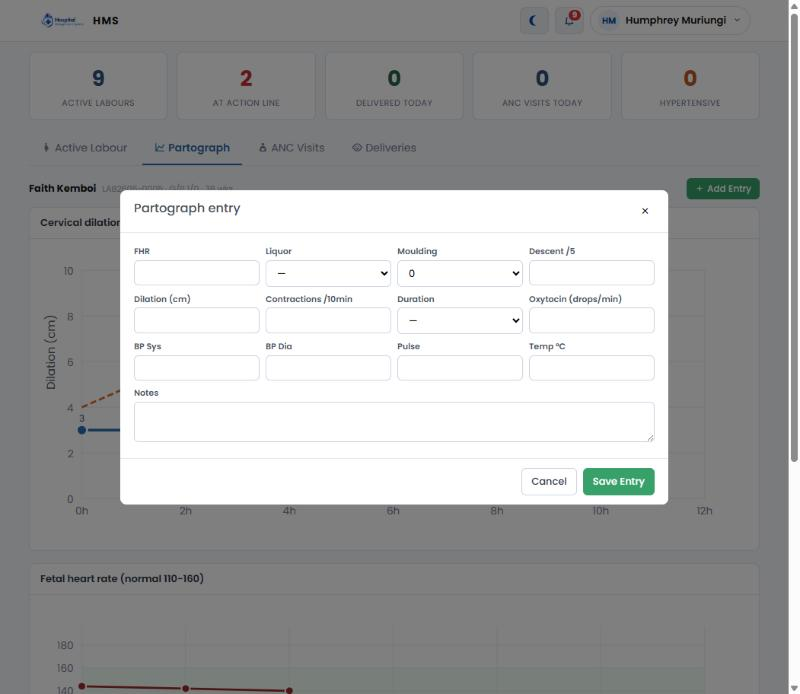 Hospital
HMS
9
HM
Humphrey Muriungi
9
2
0
0
0
ACTIVE LABOURS
AT ACTION LINE
DELIVERED TODAY
ANC VISITS TODAY
HYPERTENSIVE
Active Labour
Partograph
ANC Visits
Deliveries
Faith Kemboi
+ Add Entry
Partograph entry
×
Cervical dilation
FHR
Liquor
Moulding
Descent /5
—
0
Dilation (cm)
Contractions /10min
Duration
Oxytocin (drops/min)
—
BP Sys
BP Dia
Pulse
Temp °C
Notes
Cancel
Save Entry
Dilation (cm)
10
8
6
4
3
2
0
0h
2h
4h
6h
8h
10h
12h
Fetal heart rate (normal 110-160)
180
160
140